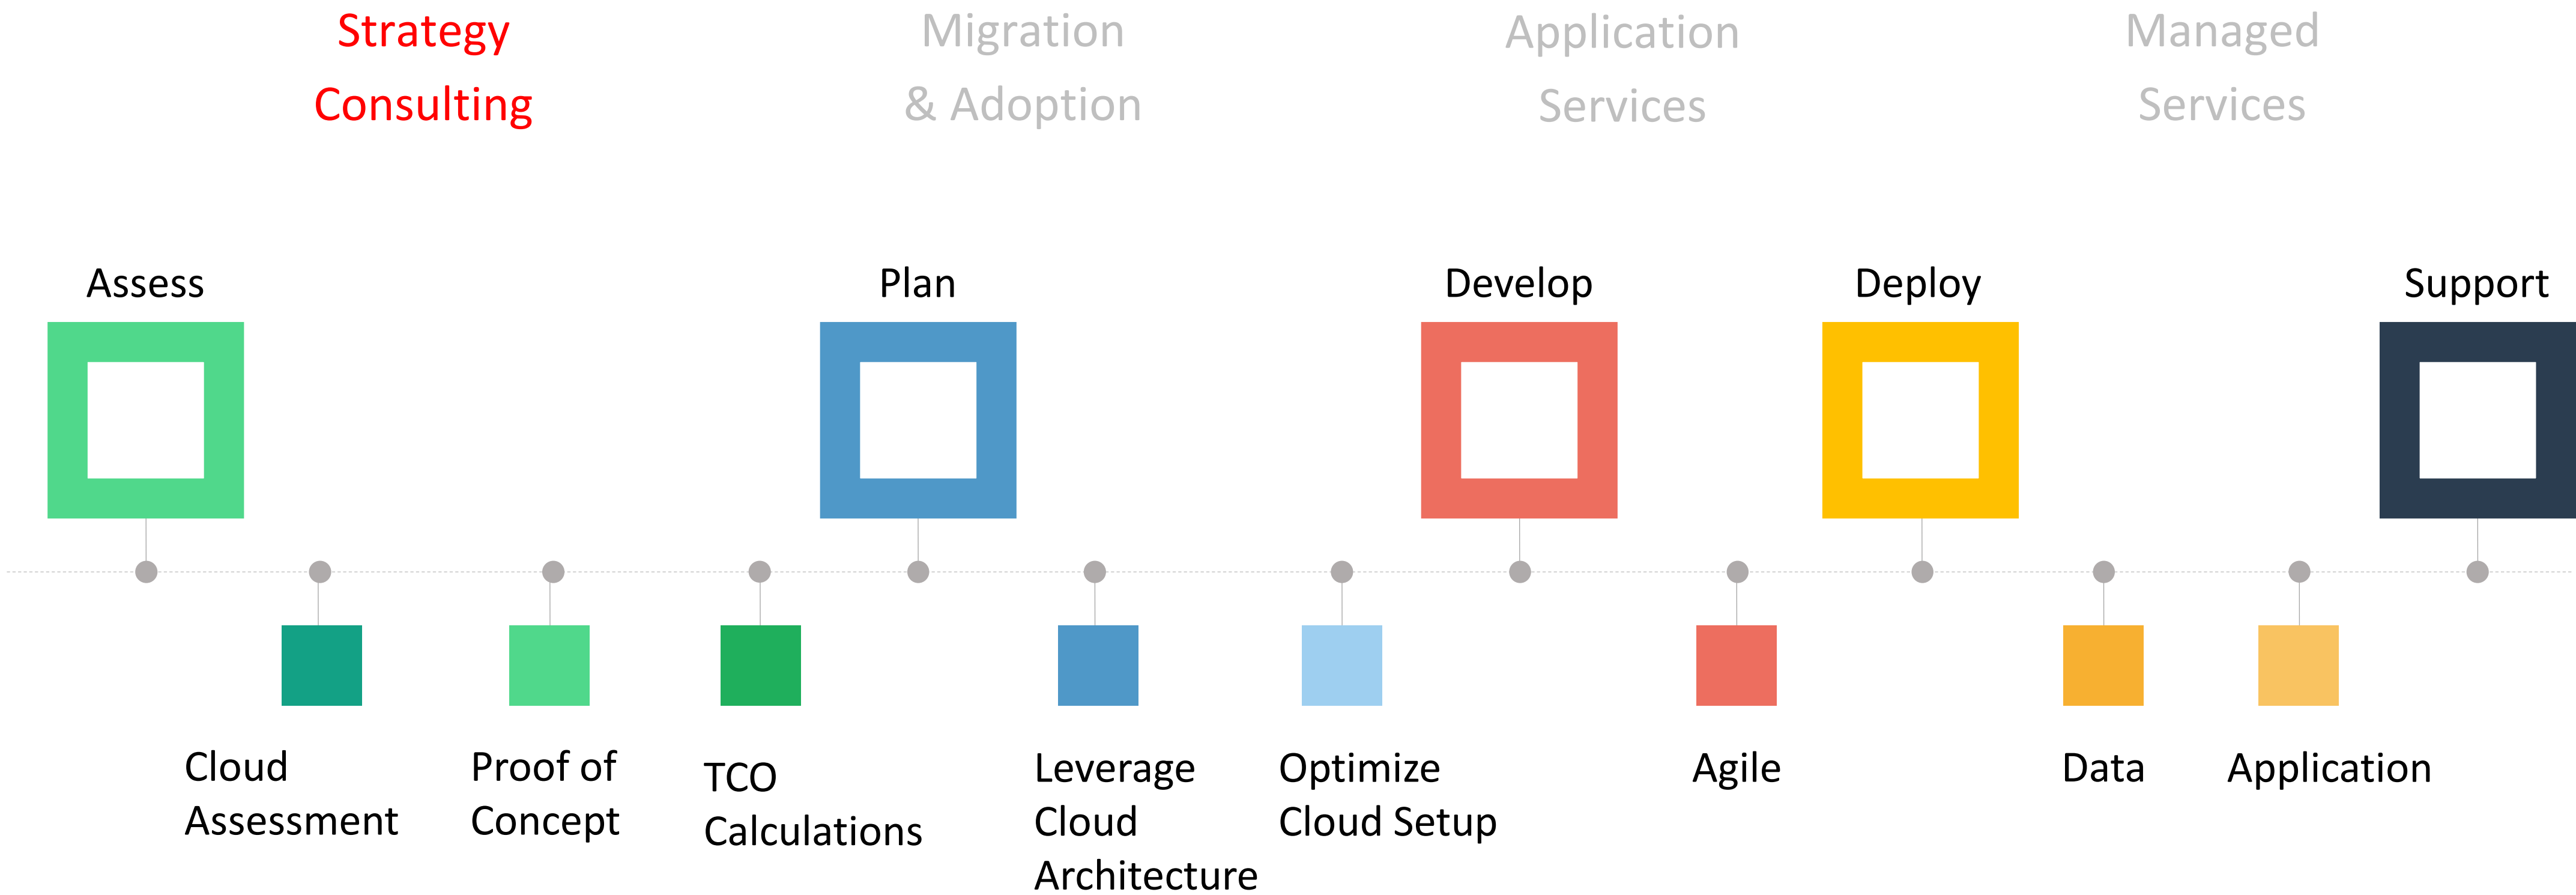 Strategy
Consulting
Migration
& Adoption
Application
Services
Managed
Services
Assess
Plan
Develop
Deploy
Support
Cloud
Assessment
Proof of
Concept
TCO
Calculations
Leverage
Cloud
Architecture
Optimize
Cloud Setup
Agile
Data
Application